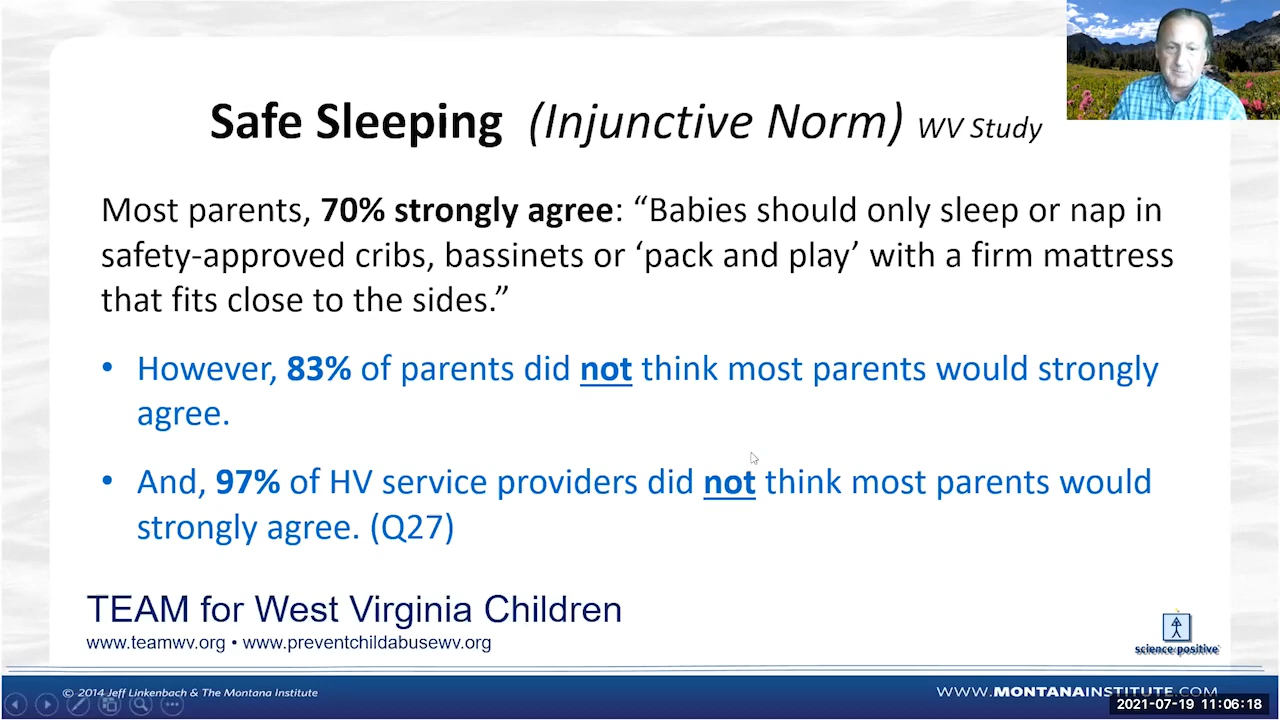 Safe Sleeping (Injunctive Norm) WV Study
Most parents, 70% strongly agree: “Babies should only sleep or nap in
safety-approved cribs, bassinets or ‘pack and play’ with a firm mattress
that fits close to the sides.”
• However, 83% of parents did not think most parents would strongly
agree.
• And, 97% of HV service providers did not think most parents would
strongly agree. (Q27)
TEAM for West Virginia Children
www.teamwv.org • www.preventchildabusewv.org
science positive
© 2014 Jeff Linkenbach & The Montana Institute
WWW.MONTANAINSTITUTE.COM
2021-07-19 11:06:18